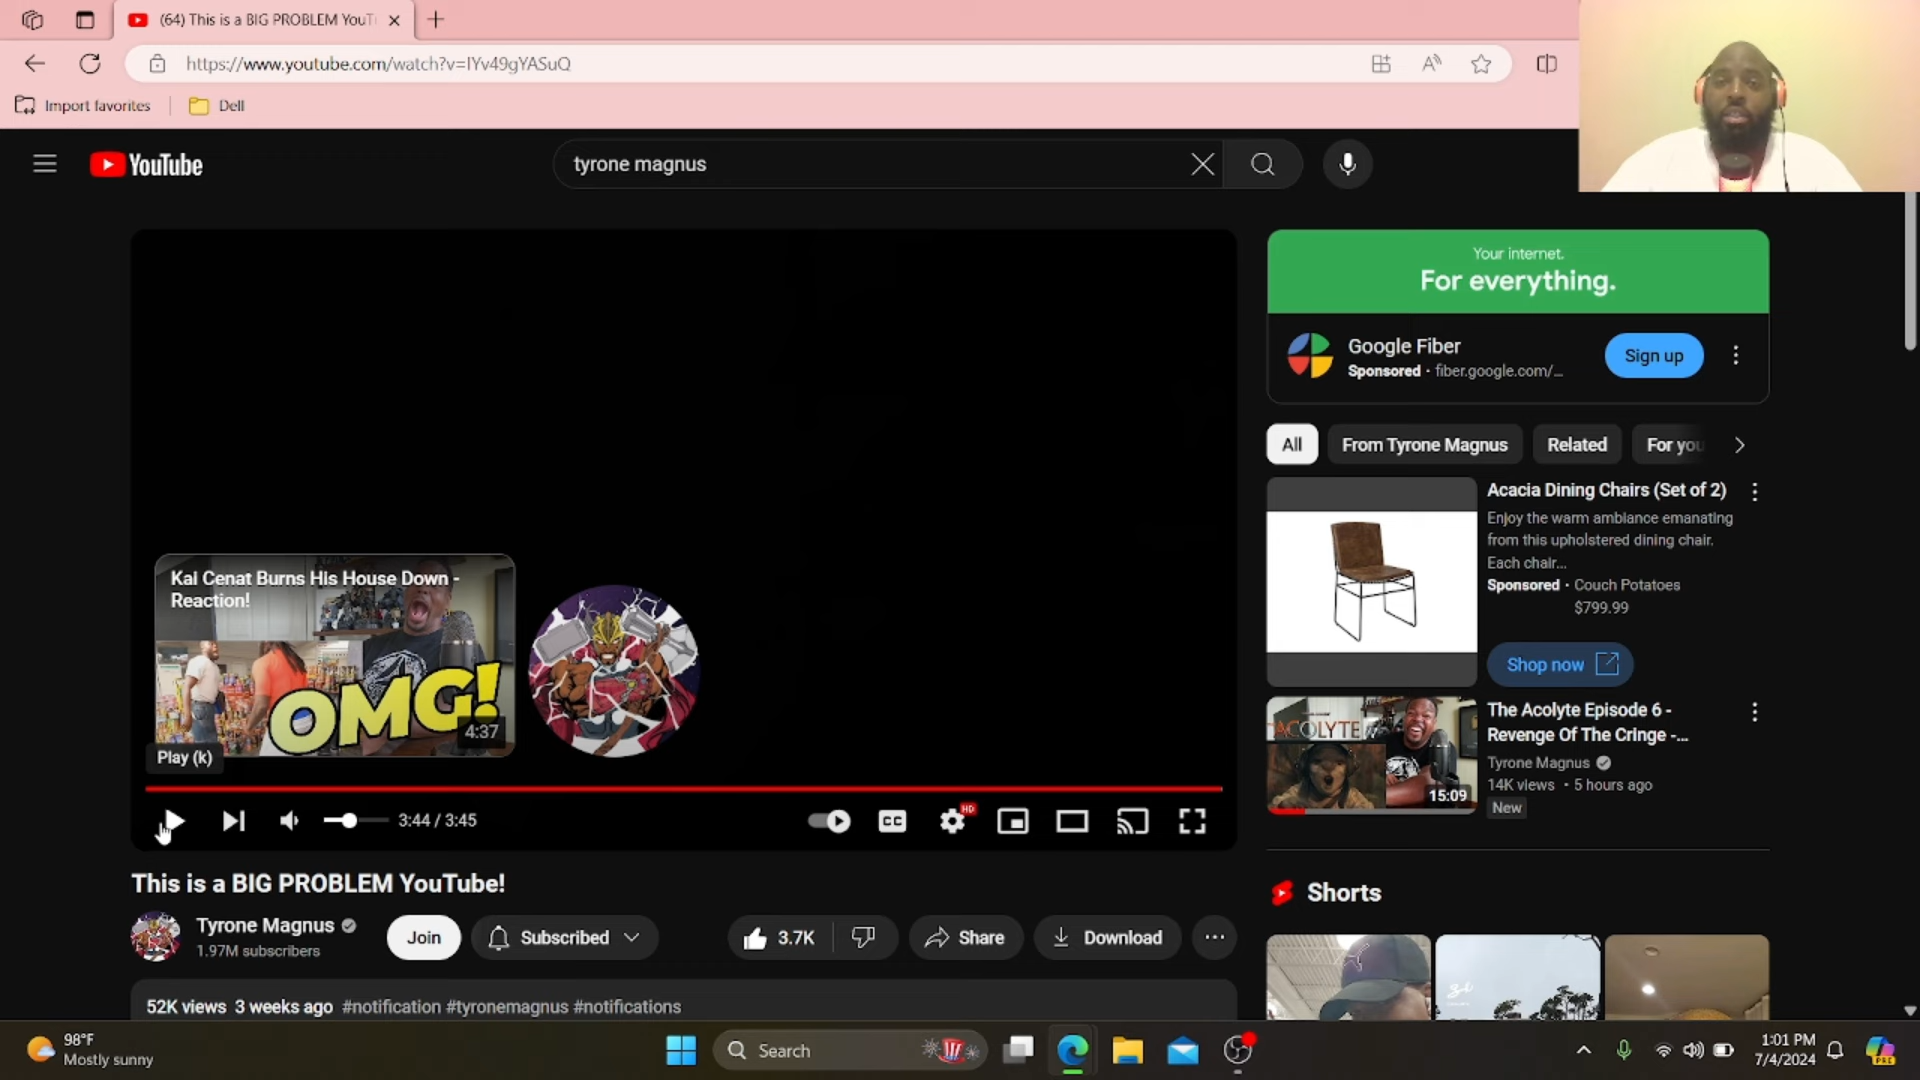 (64) This is a BIG PROBLEM YouT
https://www.youtube.com/watch?v=IYv49gYASuQ
Import favorites
Dell
YouTube
tyrone magnus
Your internet.
For everything.
Google Fiber
Sponsored · fiber.google.com/...
Sign up
All
From Tyrone Magnus
Related
For you
Acacia Dining Chairs (Set of 2)
Enjoy the warm ambiance emanating
from this upholstered dining chair.
Each chair...
Sponsored · Couch Potatoes
$799.99
Shop now
Kai Cenat Burns His House Down -
Reaction!
OMG!
4:37
Play (k)
3:44 / 3:45
CC
HD
ACOLYTE
15:09
The Acolyte Episode 6 -
Revenge Of The Cringe -...
Tyrone Magnus
14K views · 5 hours ago
New
This is a BIG PROBLEM YouTube!
Tyrone Magnus
1.97M subscribers
Join
Subscribed
3.7K
Share
Download
52K views 3 weeks ago #notification #tyronemagnus #notifications
Shorts
98°F
Mostly sunny
Search
1:01 PM
7/4/2024
PRE